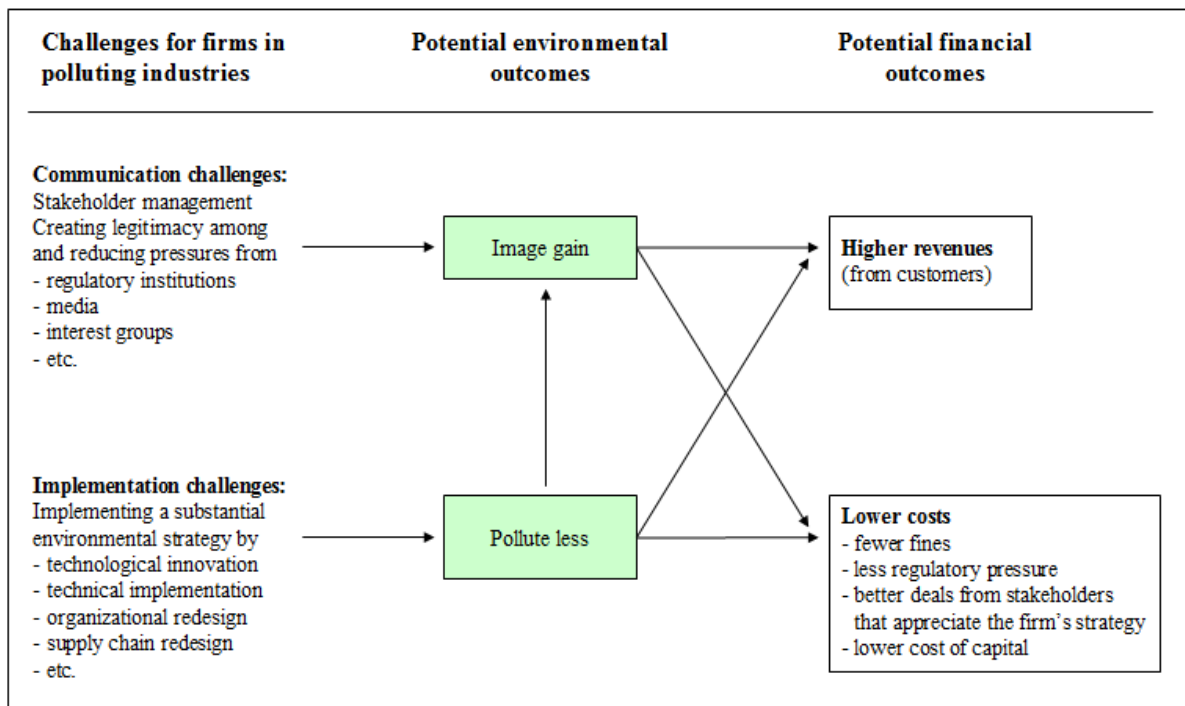 Challenges for firms in
polluting industries
Potential environmental
outcomes
Potential financial
outcomes
Communication challenges:
Stakeholder management
Creating legitimacy among
and reducing pressures from
- regulatory institutions
- media
- interest groups
- etc.
Image gain
Higher revenues
(from customers)
Implementation challenges:
Implementing a substantial
environmental strategy by
- technological innovation
- technical implementation
- organizational redesign
- supply chain redesign
- etc.
Pollute less
Lower costs
- fewer fines
- less regulatory pressure
- better deals from stakeholders
that appreciate the firm's strategy
- lower cost of capital